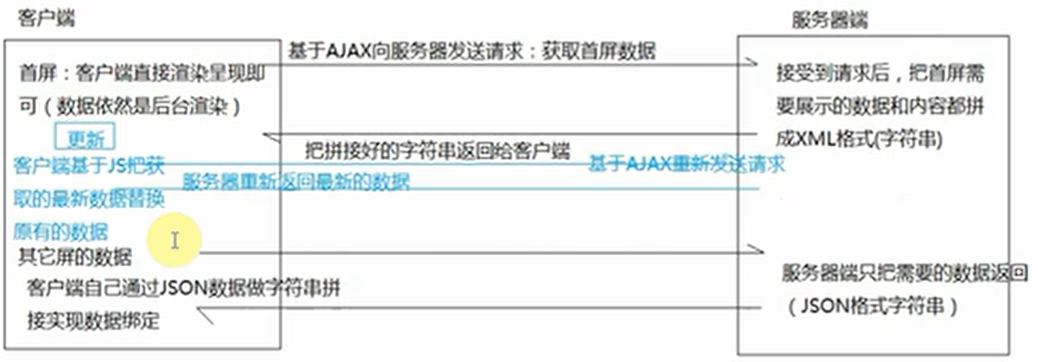 客户端
服务器端
基于AJAX向服务器发送请求：获取首屏数据
首屏：客户端直接渲染呈现即
可（数据依然是后台渲染）
接受到请求后，把首屏需
要展示的数据和内容都拼
成XML格式(字符串)
更新
把拼接好的字符串返回给客户端
客户端基于JS把获
取的最新数据替换
原有的数据
基于AJAX重新发送请求
服务器重新返回最新的数据
其它屏的数据
客户端自己通过JSON数据做字符串拼
接实现数据绑定
服务器端只把需要的数据返回
（JSON格式字符串）